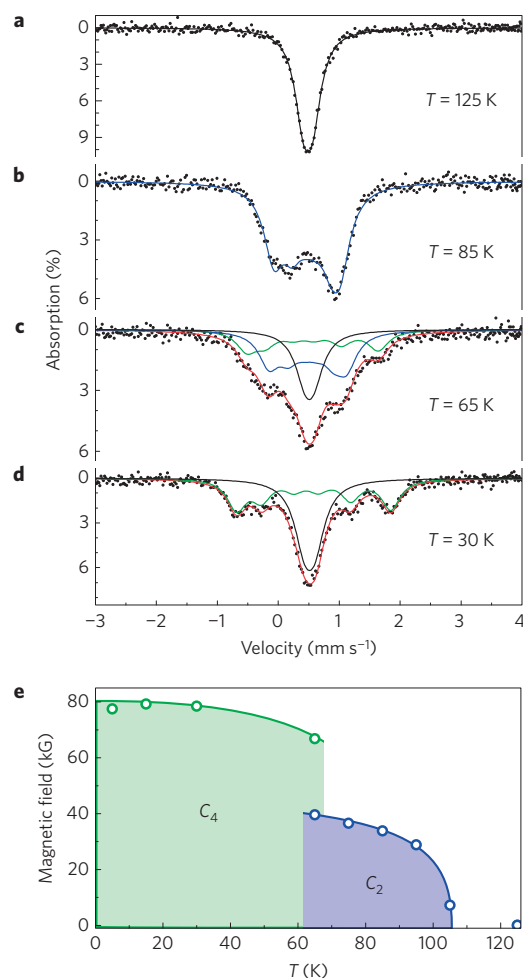 a
0
3
6
9
T = 125 K
b
0
3
6
T = 85 K
Absorption (%)
c
0
3
6
T = 65 K
d
0
2
4
6
T = 30 K
−3 −2 −1 0 1 2 3 4
Velocity (mm s⁻¹)
e
80
60
40
20
0
Magnetic field (kG)
C₄
C₂
0 20 40 60 80 100 120
T (K)